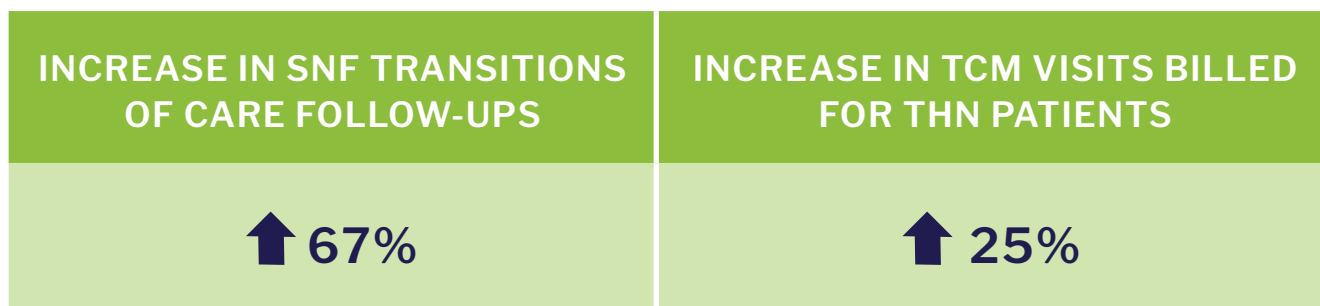 INCREASE IN SNF TRANSITIONS
OF CARE FOLLOW-UPS
INCREASE IN TCM VISITS BILLED
FOR THN PATIENTS
67%
25%